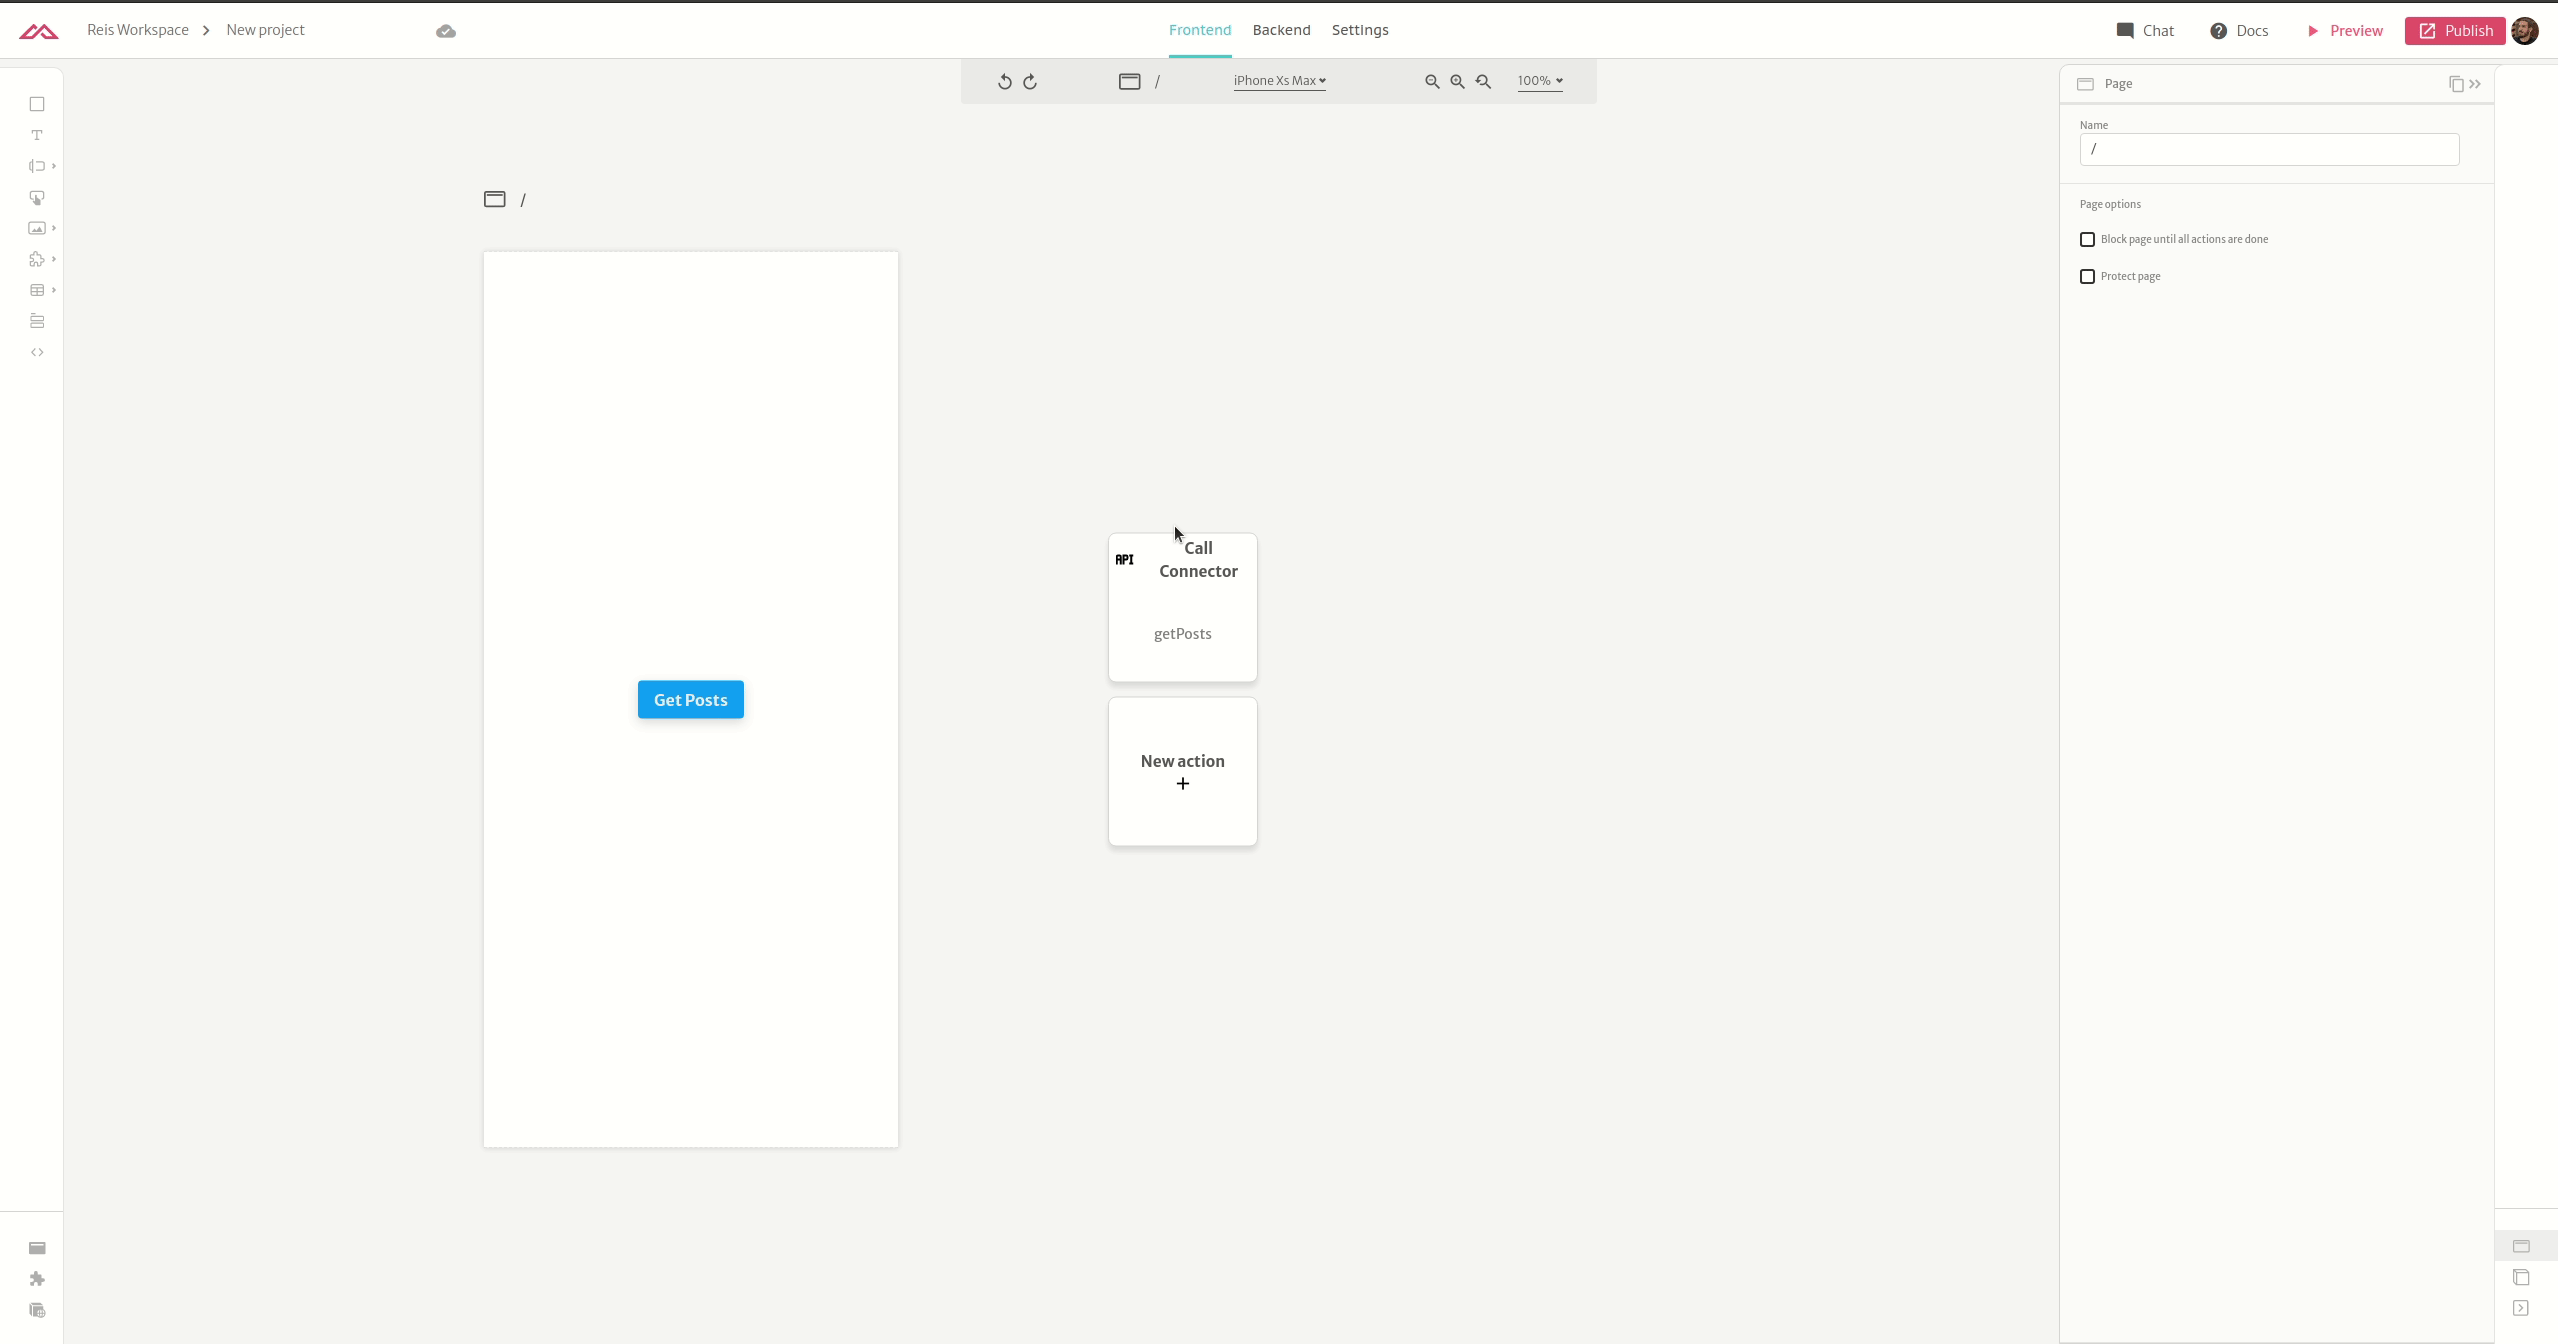 Reis Workspace
New project
Frontend
Backend
Settings
Chat
Docs
Preview
Publish
/
iPhone Xs Max
100%
Page
Name
/
Page options
Block page until all actions are done
Protect page
/
API
Call
Connector
getPosts
Get Posts
New action
+